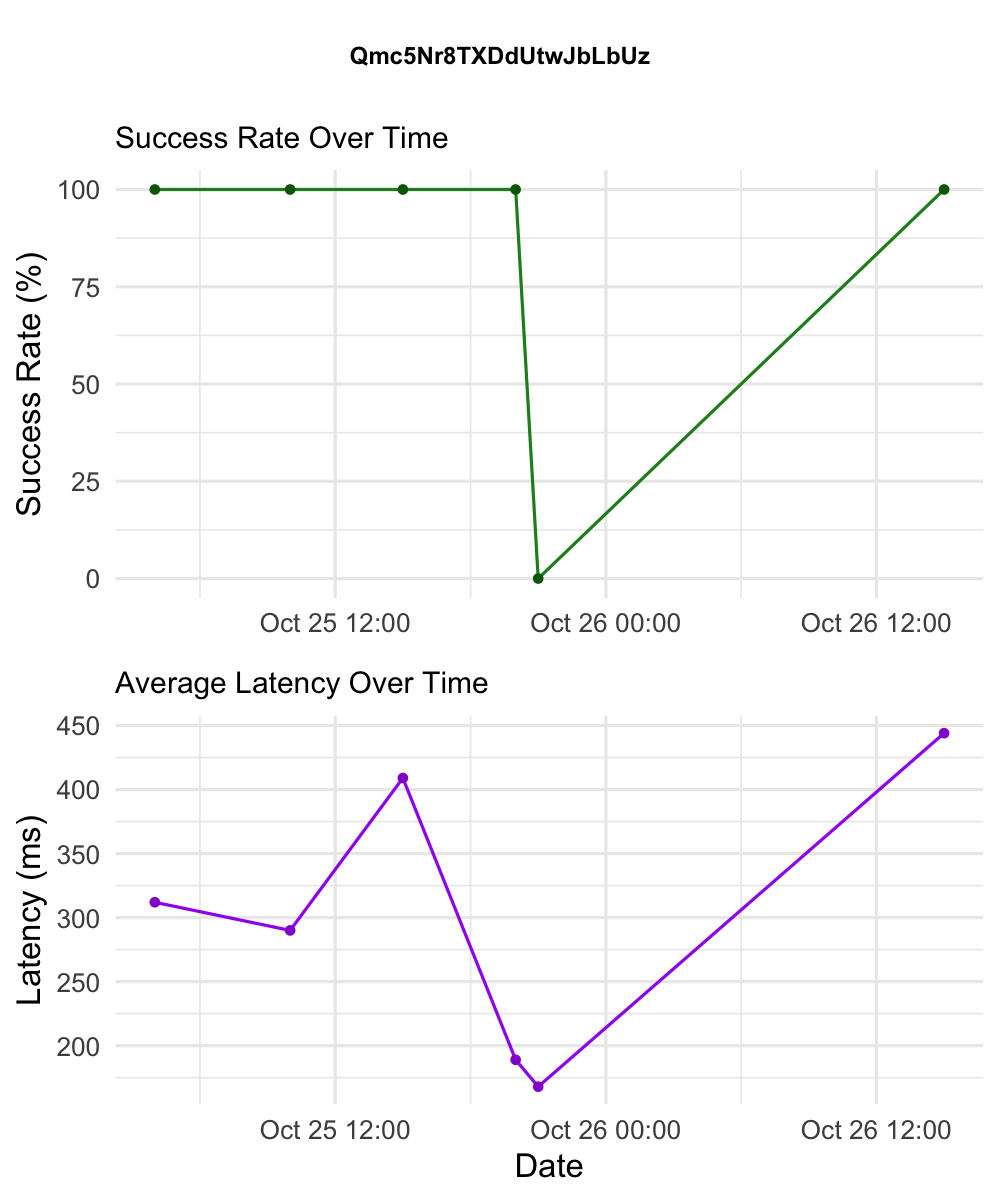 Qmc5Nr8TXDdUtwJbLbUz
Success Rate Over Time
Success Rate (%)
100
75
50
25
0
Oct 25 12:00 Oct 26 00:00 Oct 26 12:00
Average Latency Over Time
Latency (ms)
450
400
350
300
250
200
Oct 25 12:00 Oct 26 00:00 Oct 26 12:00
Date